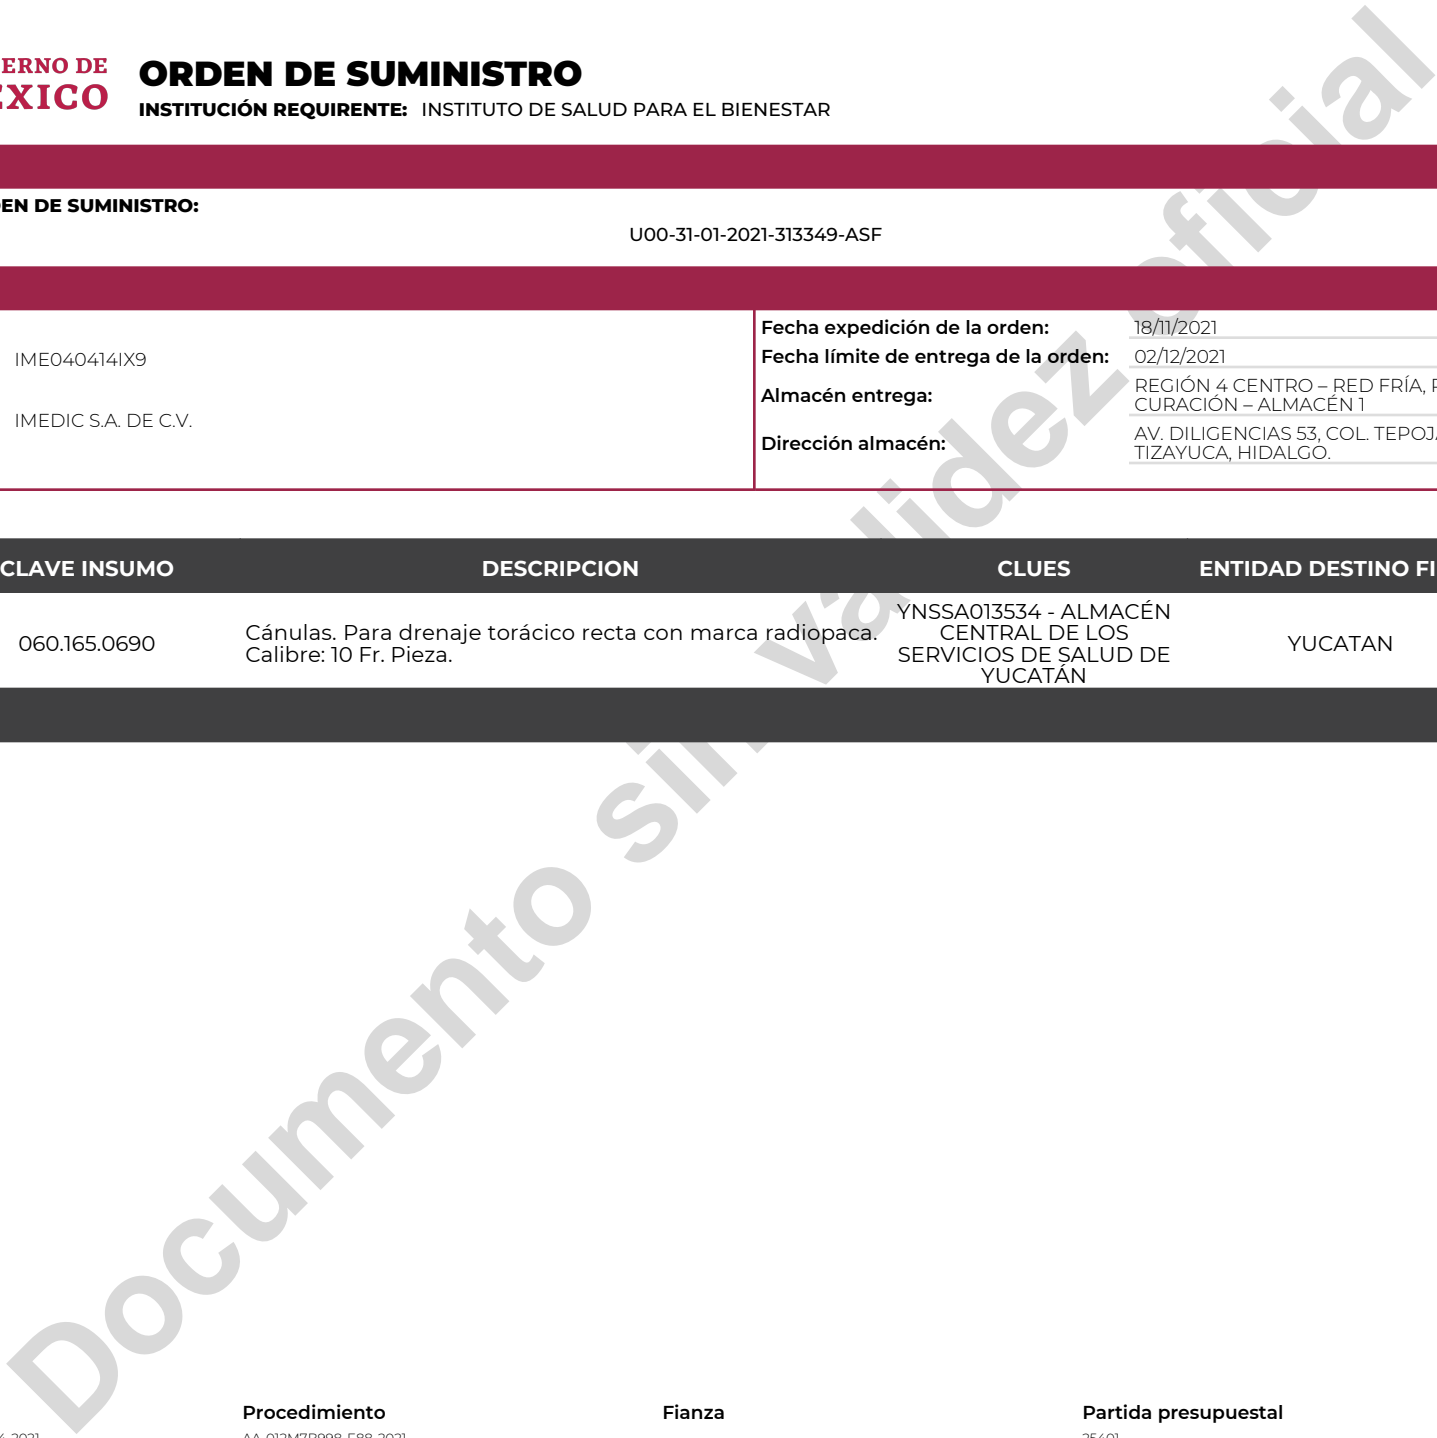 ERNO DE
ORDEN DE SUMINISTRO
EXICO
INSTITUCIÓN REQUIRENTE: INSTITUTO DE SALUD PARA EL BIENESTAR
EN DE SUMINISTRO:
U00-31-01-2021-313349-ASF
IME040414IX9
IMEDIC S.A. DE C.V.
Fecha expedición de la orden: 18/11/2021
Fecha límite de entrega de la orden: 02/12/2021
Almacén entrega: REGIÓN 4 CENTRO – RED FRÍA,
CURACIÓN – ALMACÉN 1
Dirección almacén: AV. DILIGENCIAS 53, COL. TEPOJA
TIZAYUCA, HIDALGO.
CLAVE INSUMO DESCRIPCION CLUES ENTIDAD DESTINO FI
060.165.0690
Cánulas. Para drenaje torácico recta con marca radiopaca.
Calibre: 10 Fr. Pieza.
YNSSA013534 - ALMACÉN
CENTRAL DE LOS
SERVICIOS DE SALUD DE
YUCATÁN
YUCATAN
Documento sin validez oficial
Procedimiento Fianza Partida presupuestal